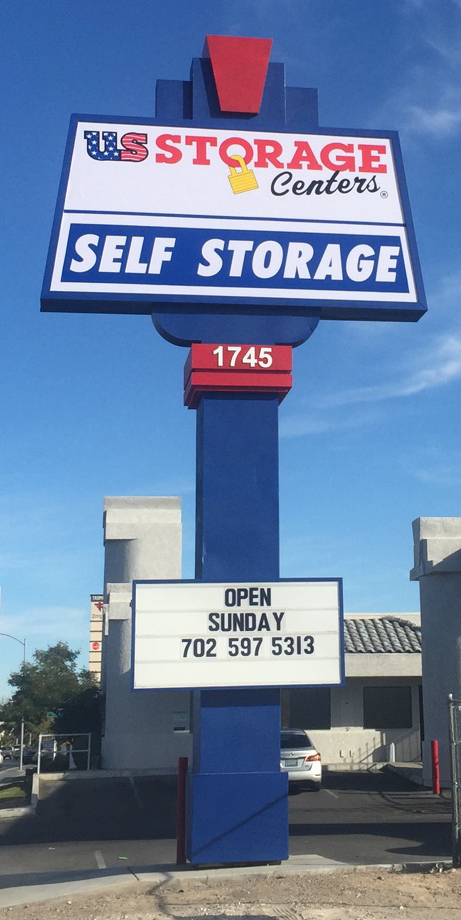 US STORAGE
Centers®
SELF STORAGE
1745
OPEN
SUNDAY
702 597 5313